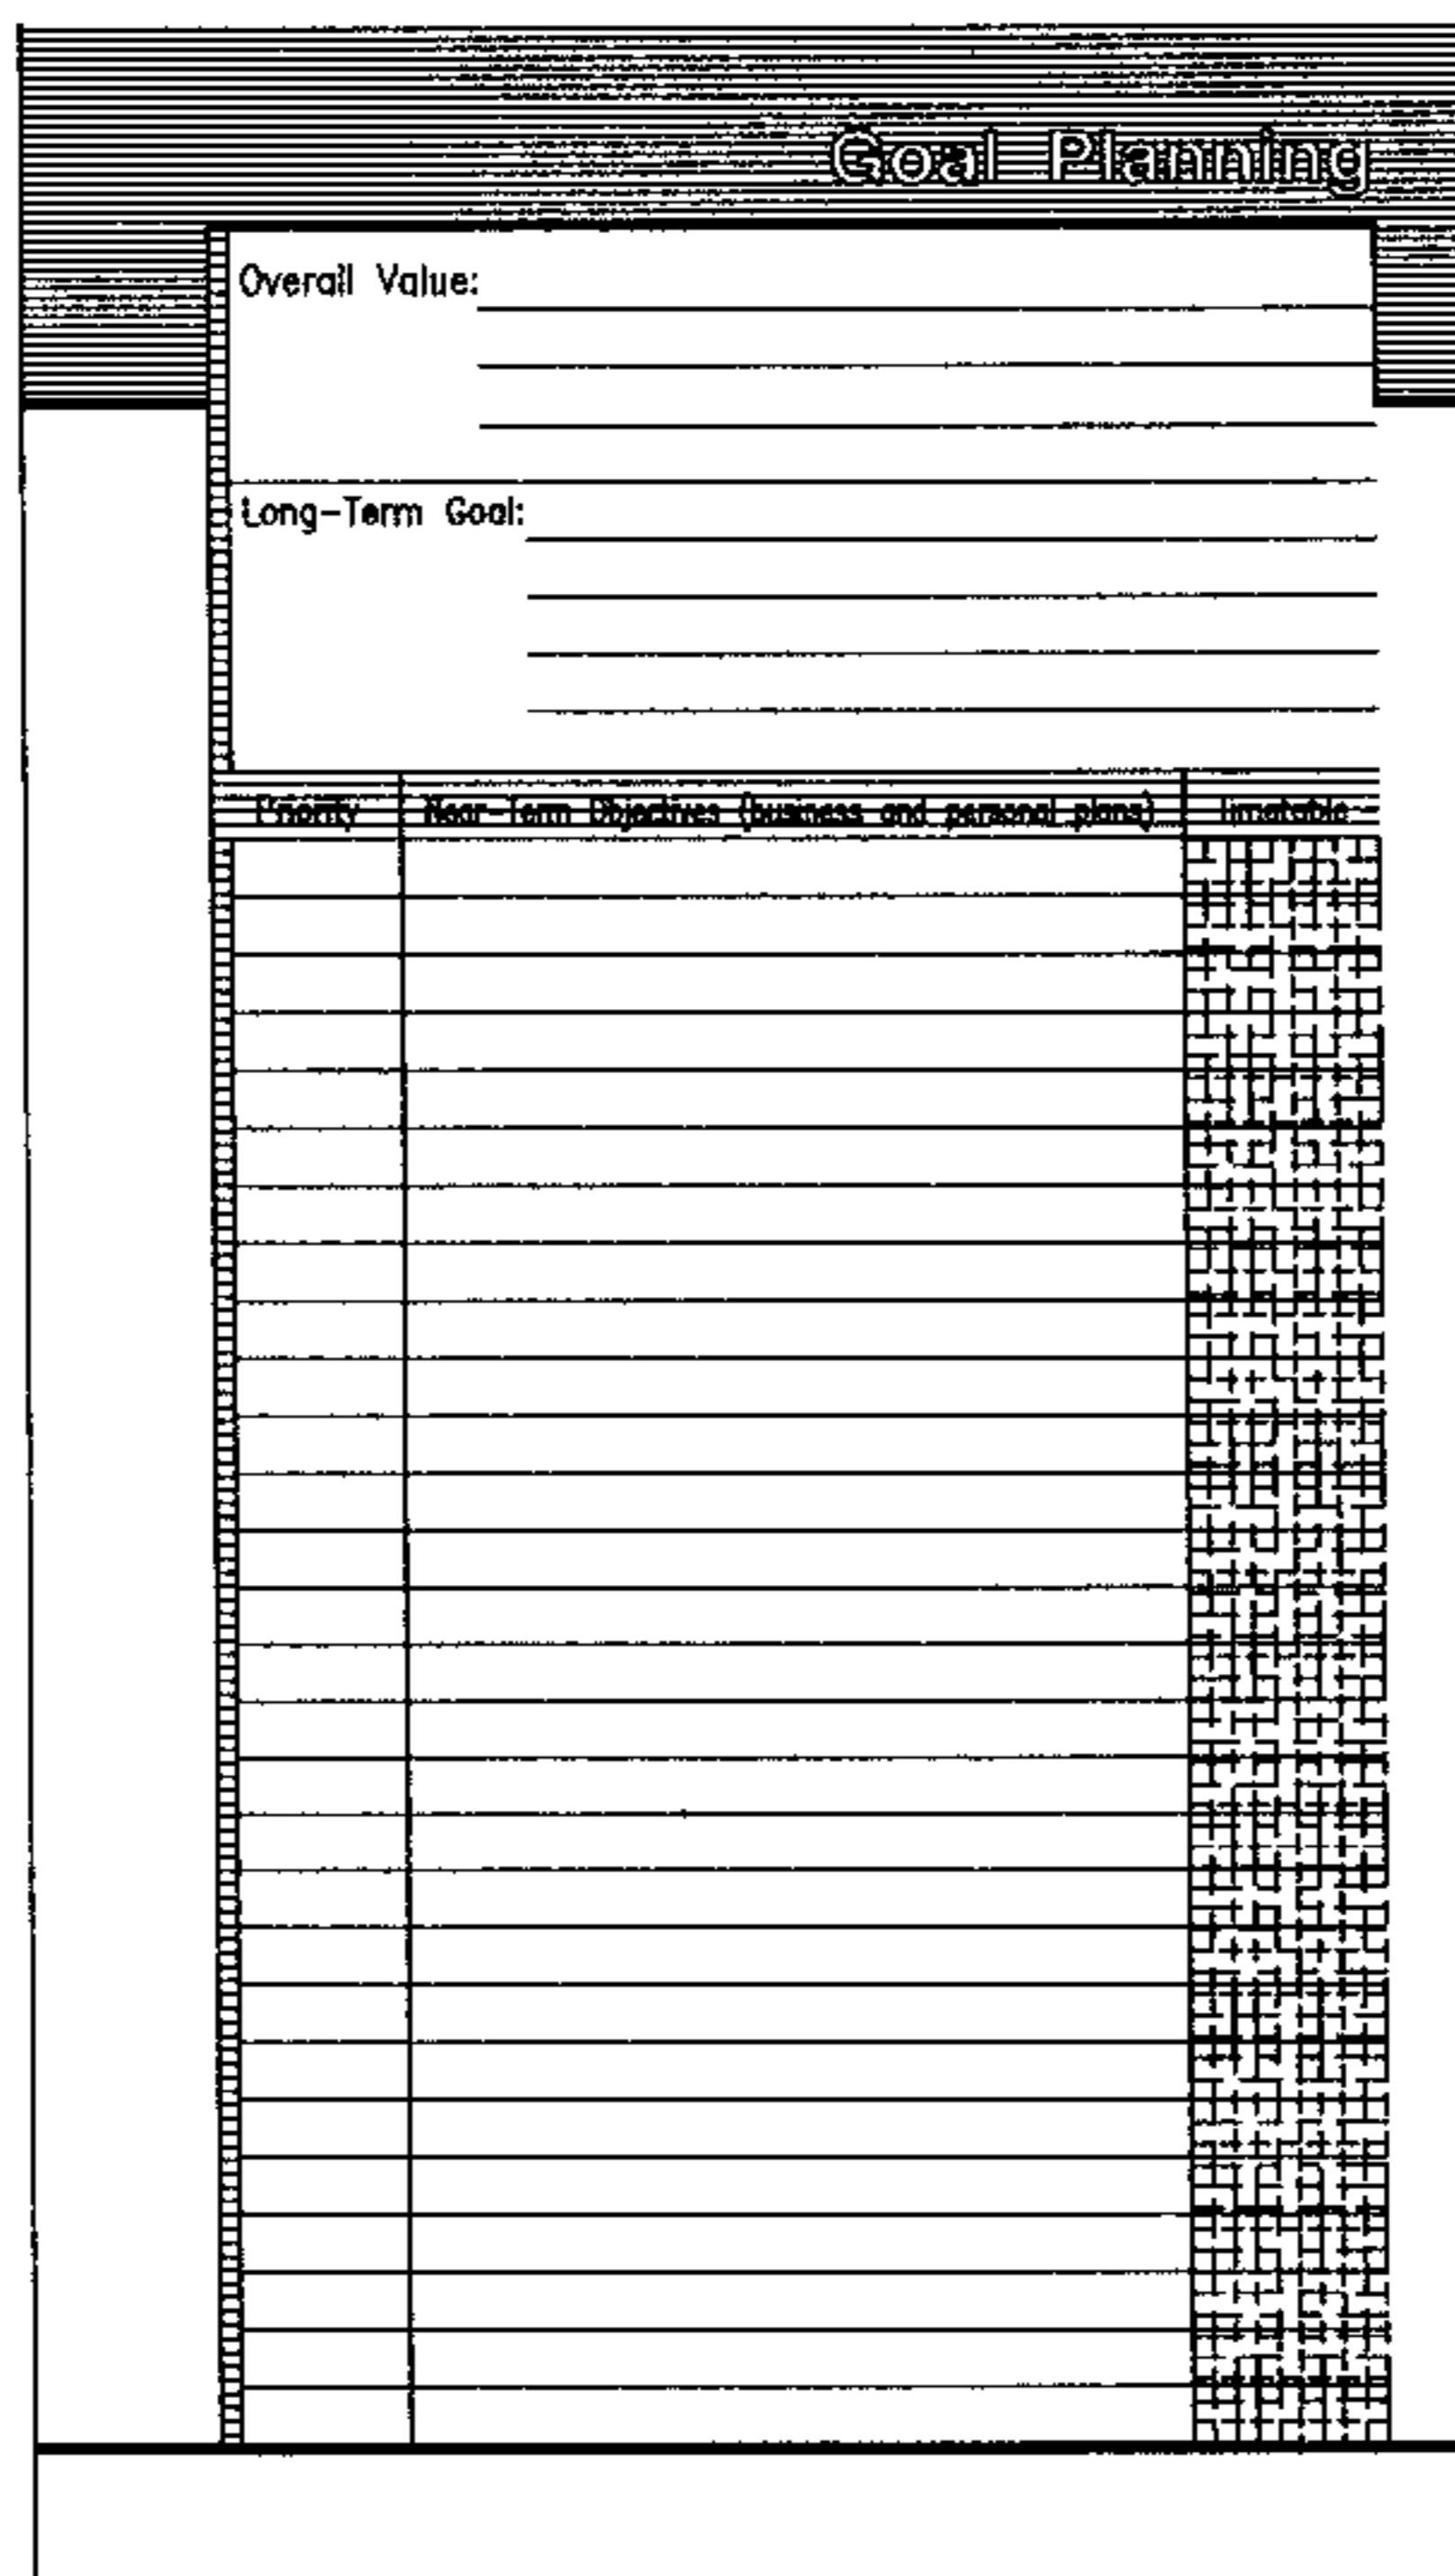 Goal Planning
Overall Value:
Long-Term Goal:
Priority Near-Term Objectives (business and personal plans) Timetable